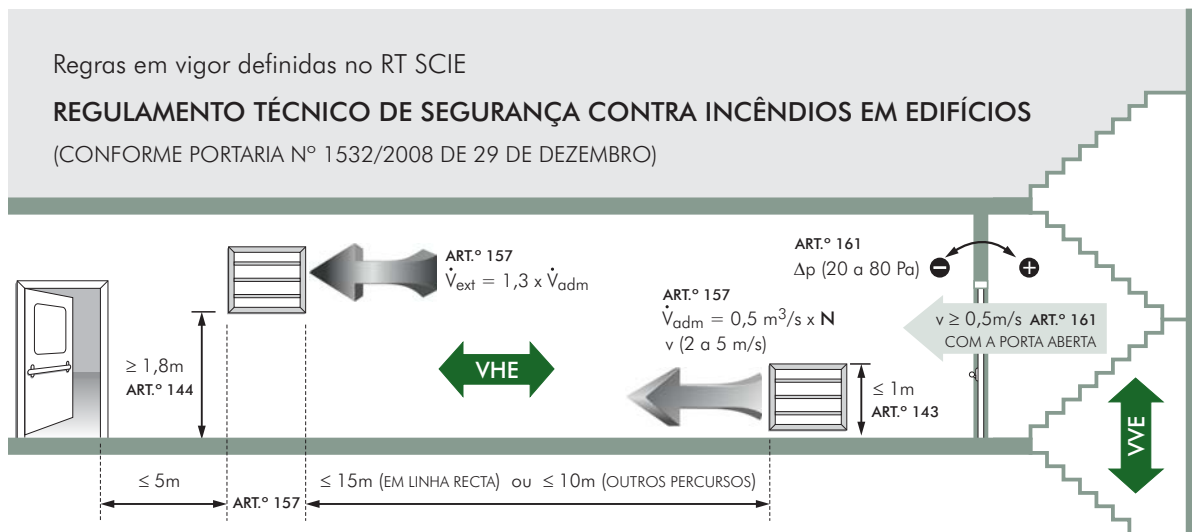 Regras em vigor definidas no RT SCIE
REGULAMENTO TÉCNICO DE SEGURANÇA CONTRA INCÊNDIOS EM EDIFÍCIOS
(CONFORME PORTARIA Nº 1532/2008 DE 29 DE DEZEMBRO)
ART.º 157
V̇ext = 1,3 x V̇adm
ART.º 161
Δp (20 a 80 Pa)
−
+
ART.º 157
V̇adm = 0,5 m³/s x N
v (2 a 5 m/s)
v ≥ 0,5m/s ART.º 161
COM A PORTA ABERTA
≥ 1,8m
ART.º 144
VHE
≤ 1m
ART.º 143
VVE
≤ 5m
ART.º 157
≤ 15m (EM LINHA RECTA) ou ≤ 10m (OUTROS PERCURSOS)